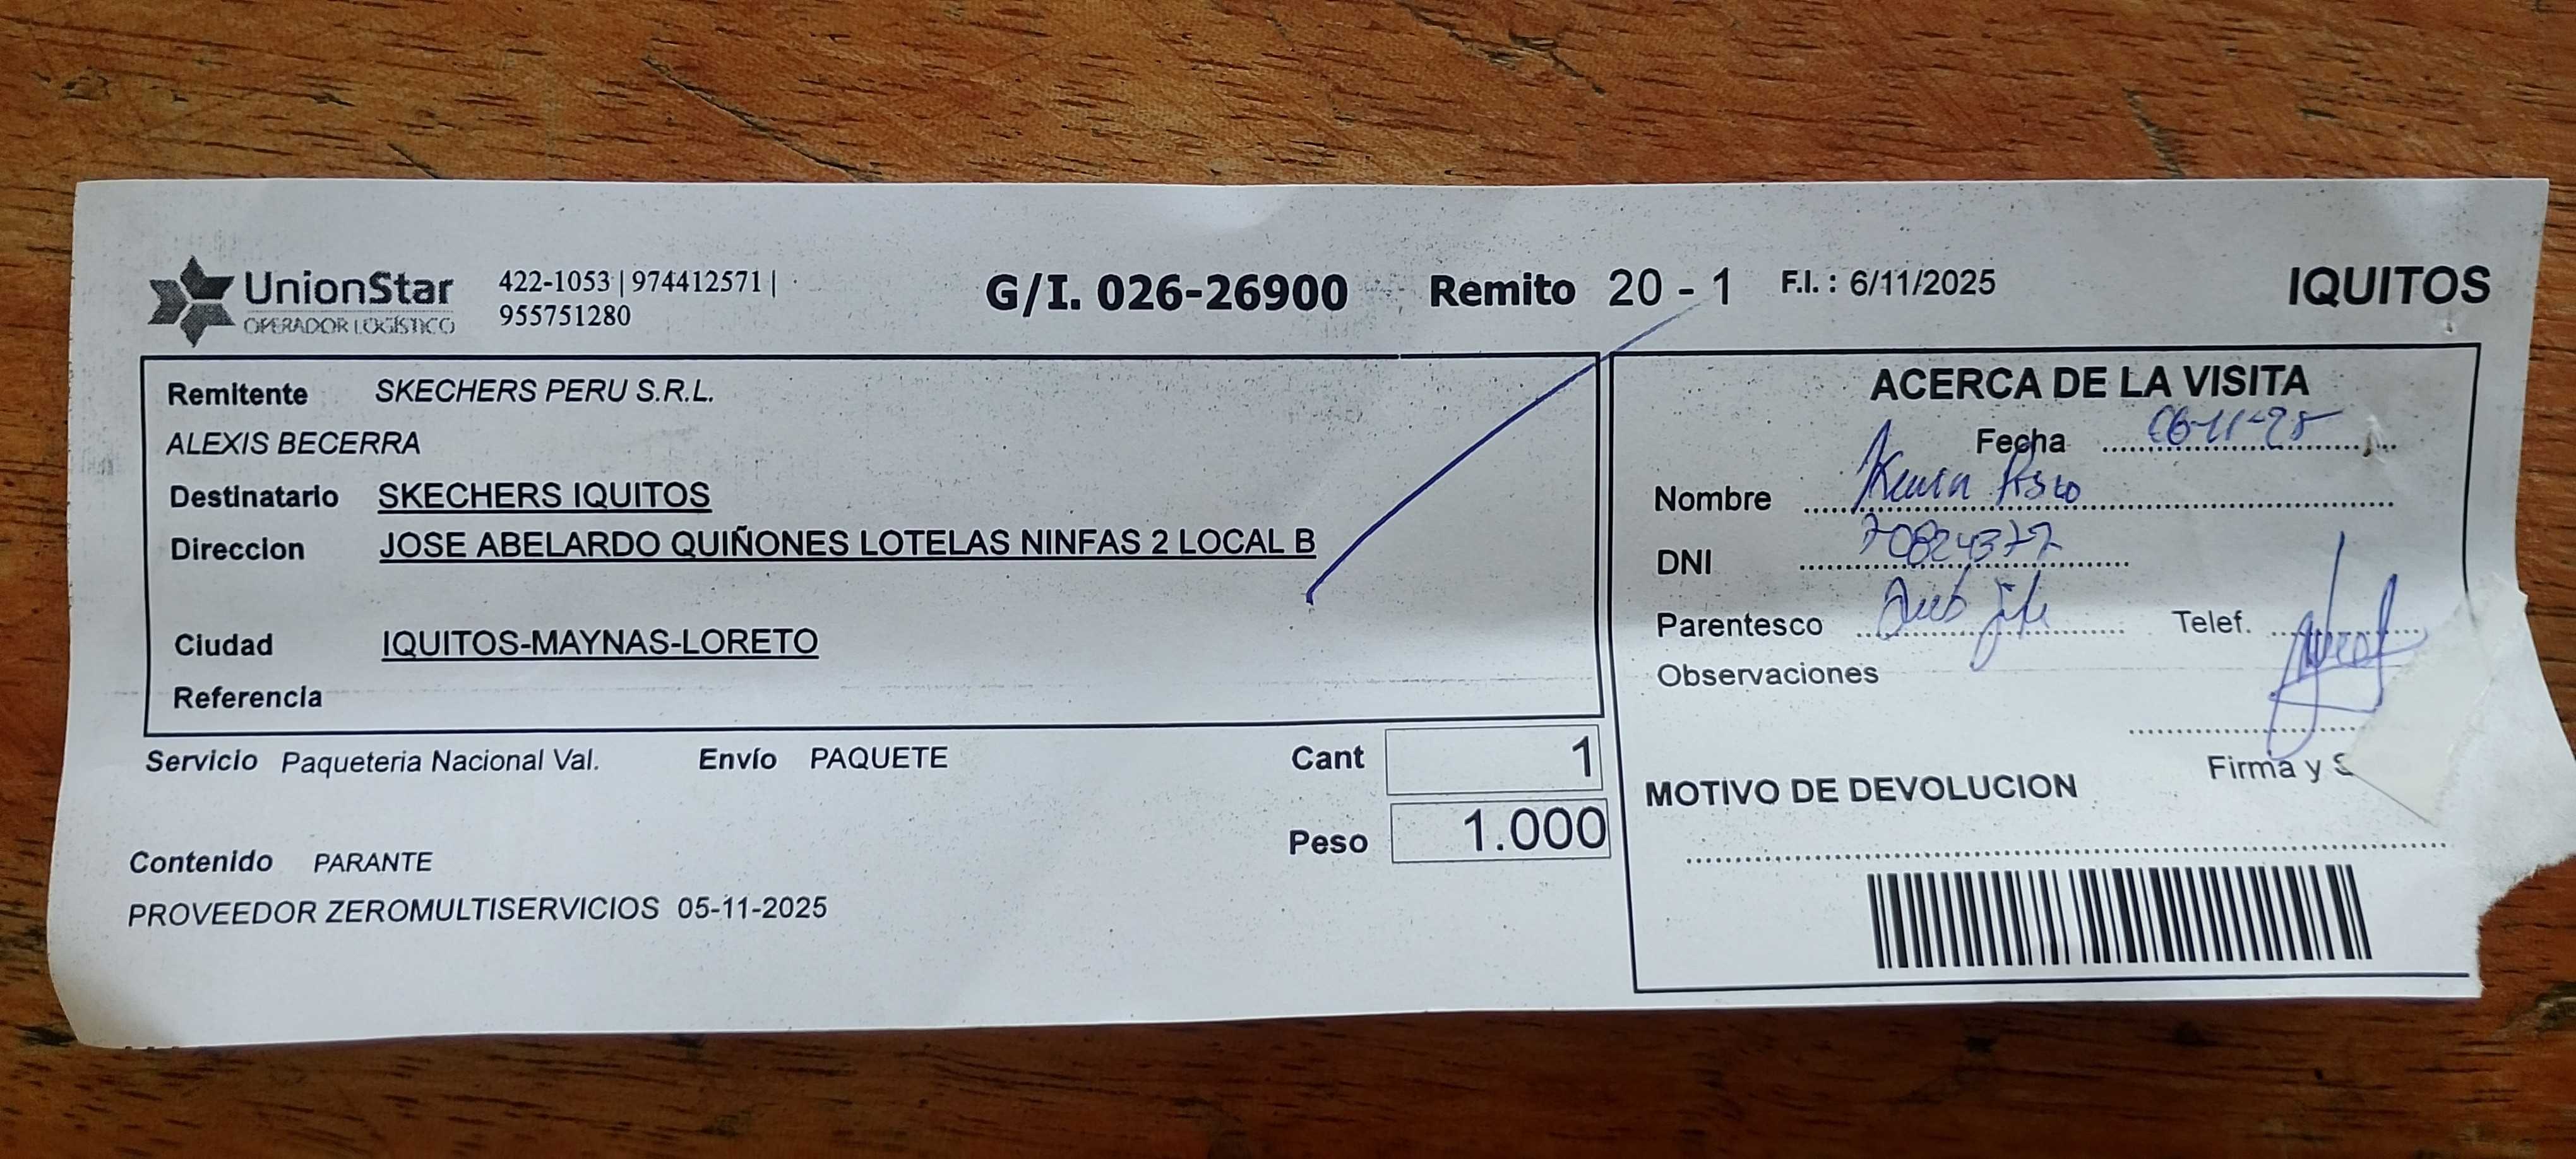 UnionStar
OPERADOR LOGÍSTICO
422-1053 | 974412571 |
955751280
G/I. 026-26900 Remito 20 - 1 F.I. : 6/11/2025 IQUITOS
Remitente SKECHERS PERU S.R.L.
ALEXIS BECERRA
Destinatario SKECHERS IQUITOS
Direccion JOSE ABELARDO QUIÑONES LOTELAS NINFAS 2 LOCAL B
Ciudad IQUITOS-MAYNAS-LORETO
Referencia
Servicio Paqueteria Nacional Val. Envío PAQUETE
Cant 1
Peso 1.000
Contenido PARANTE
PROVEEDOR ZEROMULTISERVICIOS 05-11-2025
ACERCA DE LA VISITA
Fecha 06-11-25
Nombre
DNI
Parentesco
Telef.
Observaciones
Firma y S
MOTIVO DE DEVOLUCION